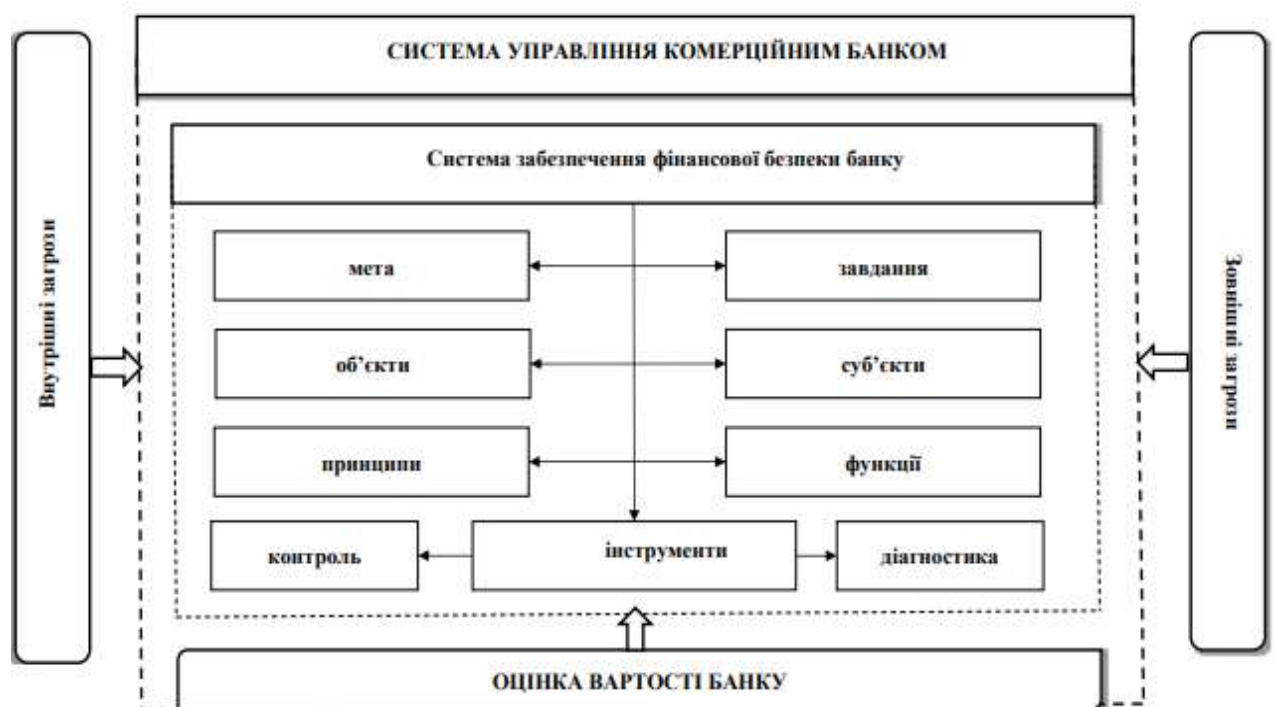 СИСТЕМА УПРАВЛІННЯ КОМЕРЦІЙНИМ БАНКОМ
Система забезпечення фінансової безпеки банку
Внутрішні загрози
мета
завдання
об’єкти
суб’єкти
принципи
функції
контроль
інструменти
діагностика
Зовнішні загрози
ОЦІНКА ВАРТОСТІ БАНКУ